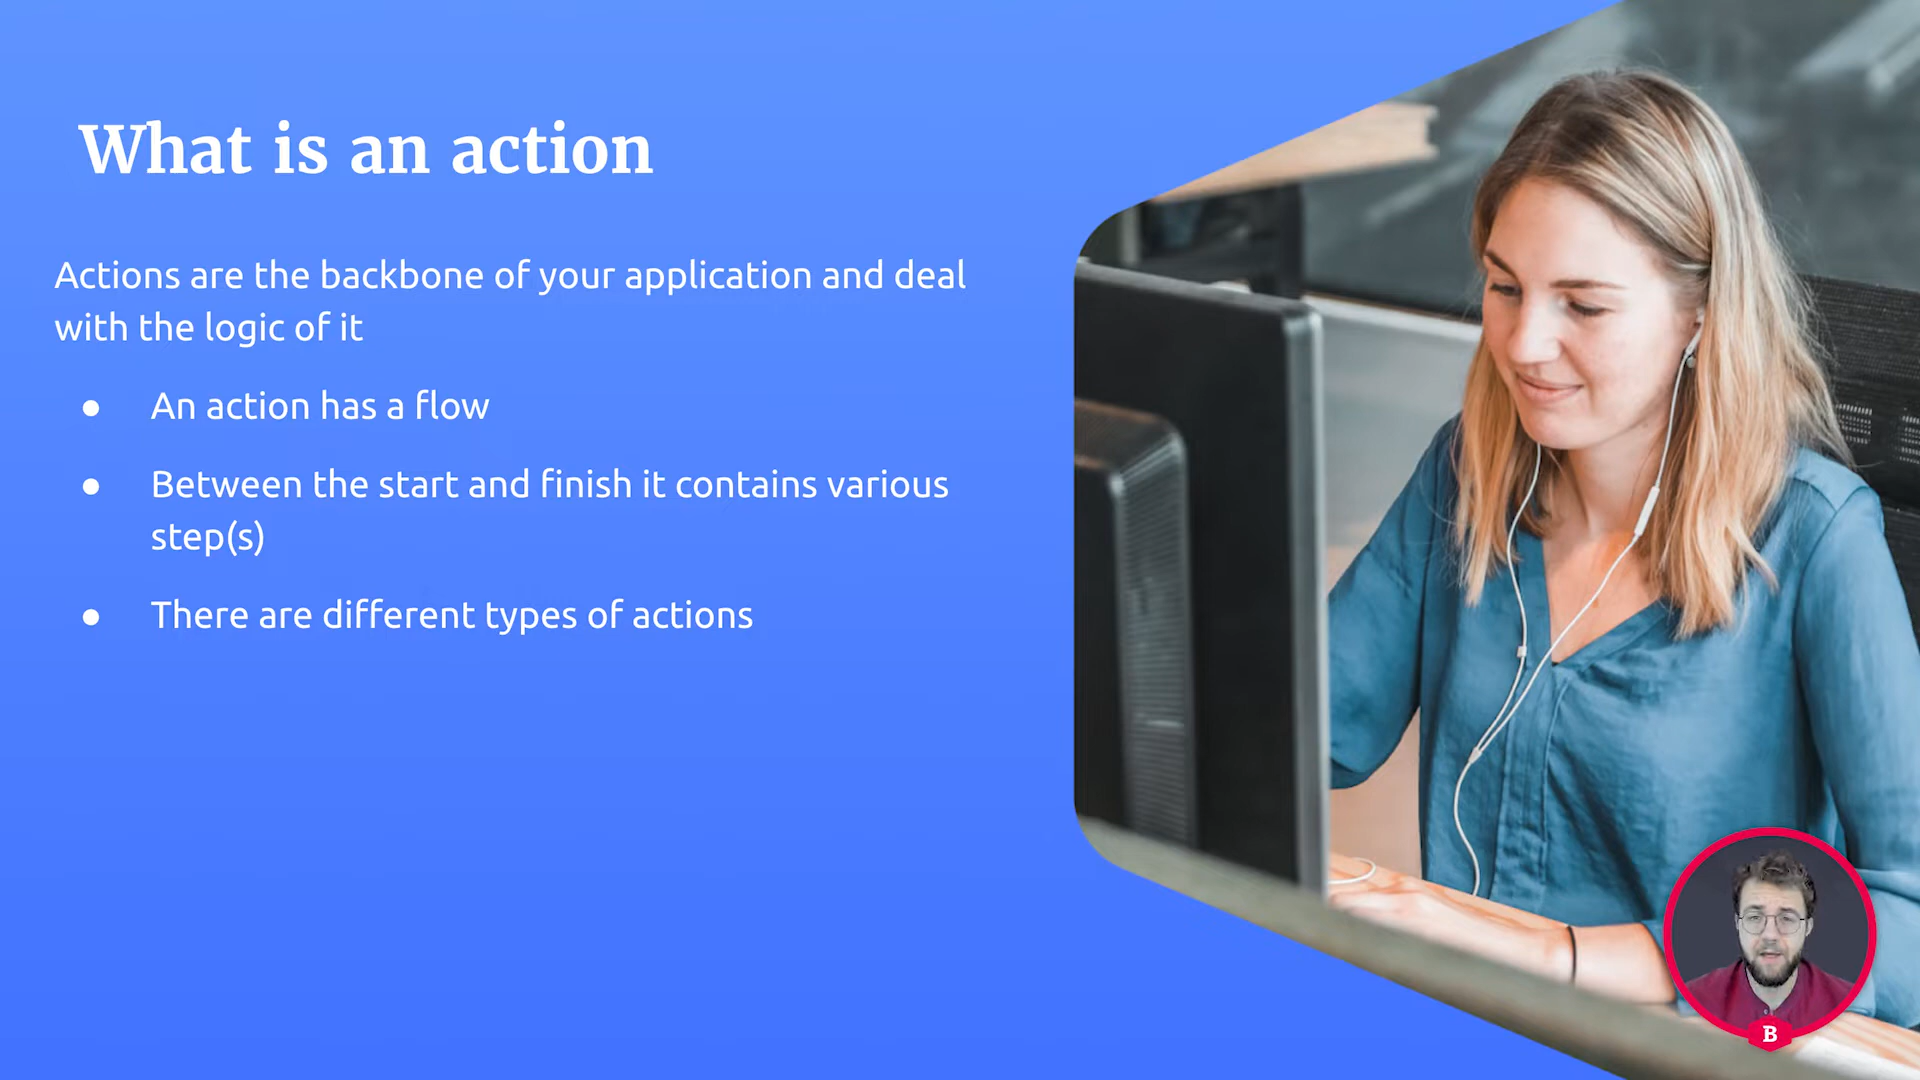 What is an action
Actions are the backbone of your application and deal
with the logic of it
● An action has a flow
● Between the start and finish it contains various
step(s)
● There are different types of actions
B